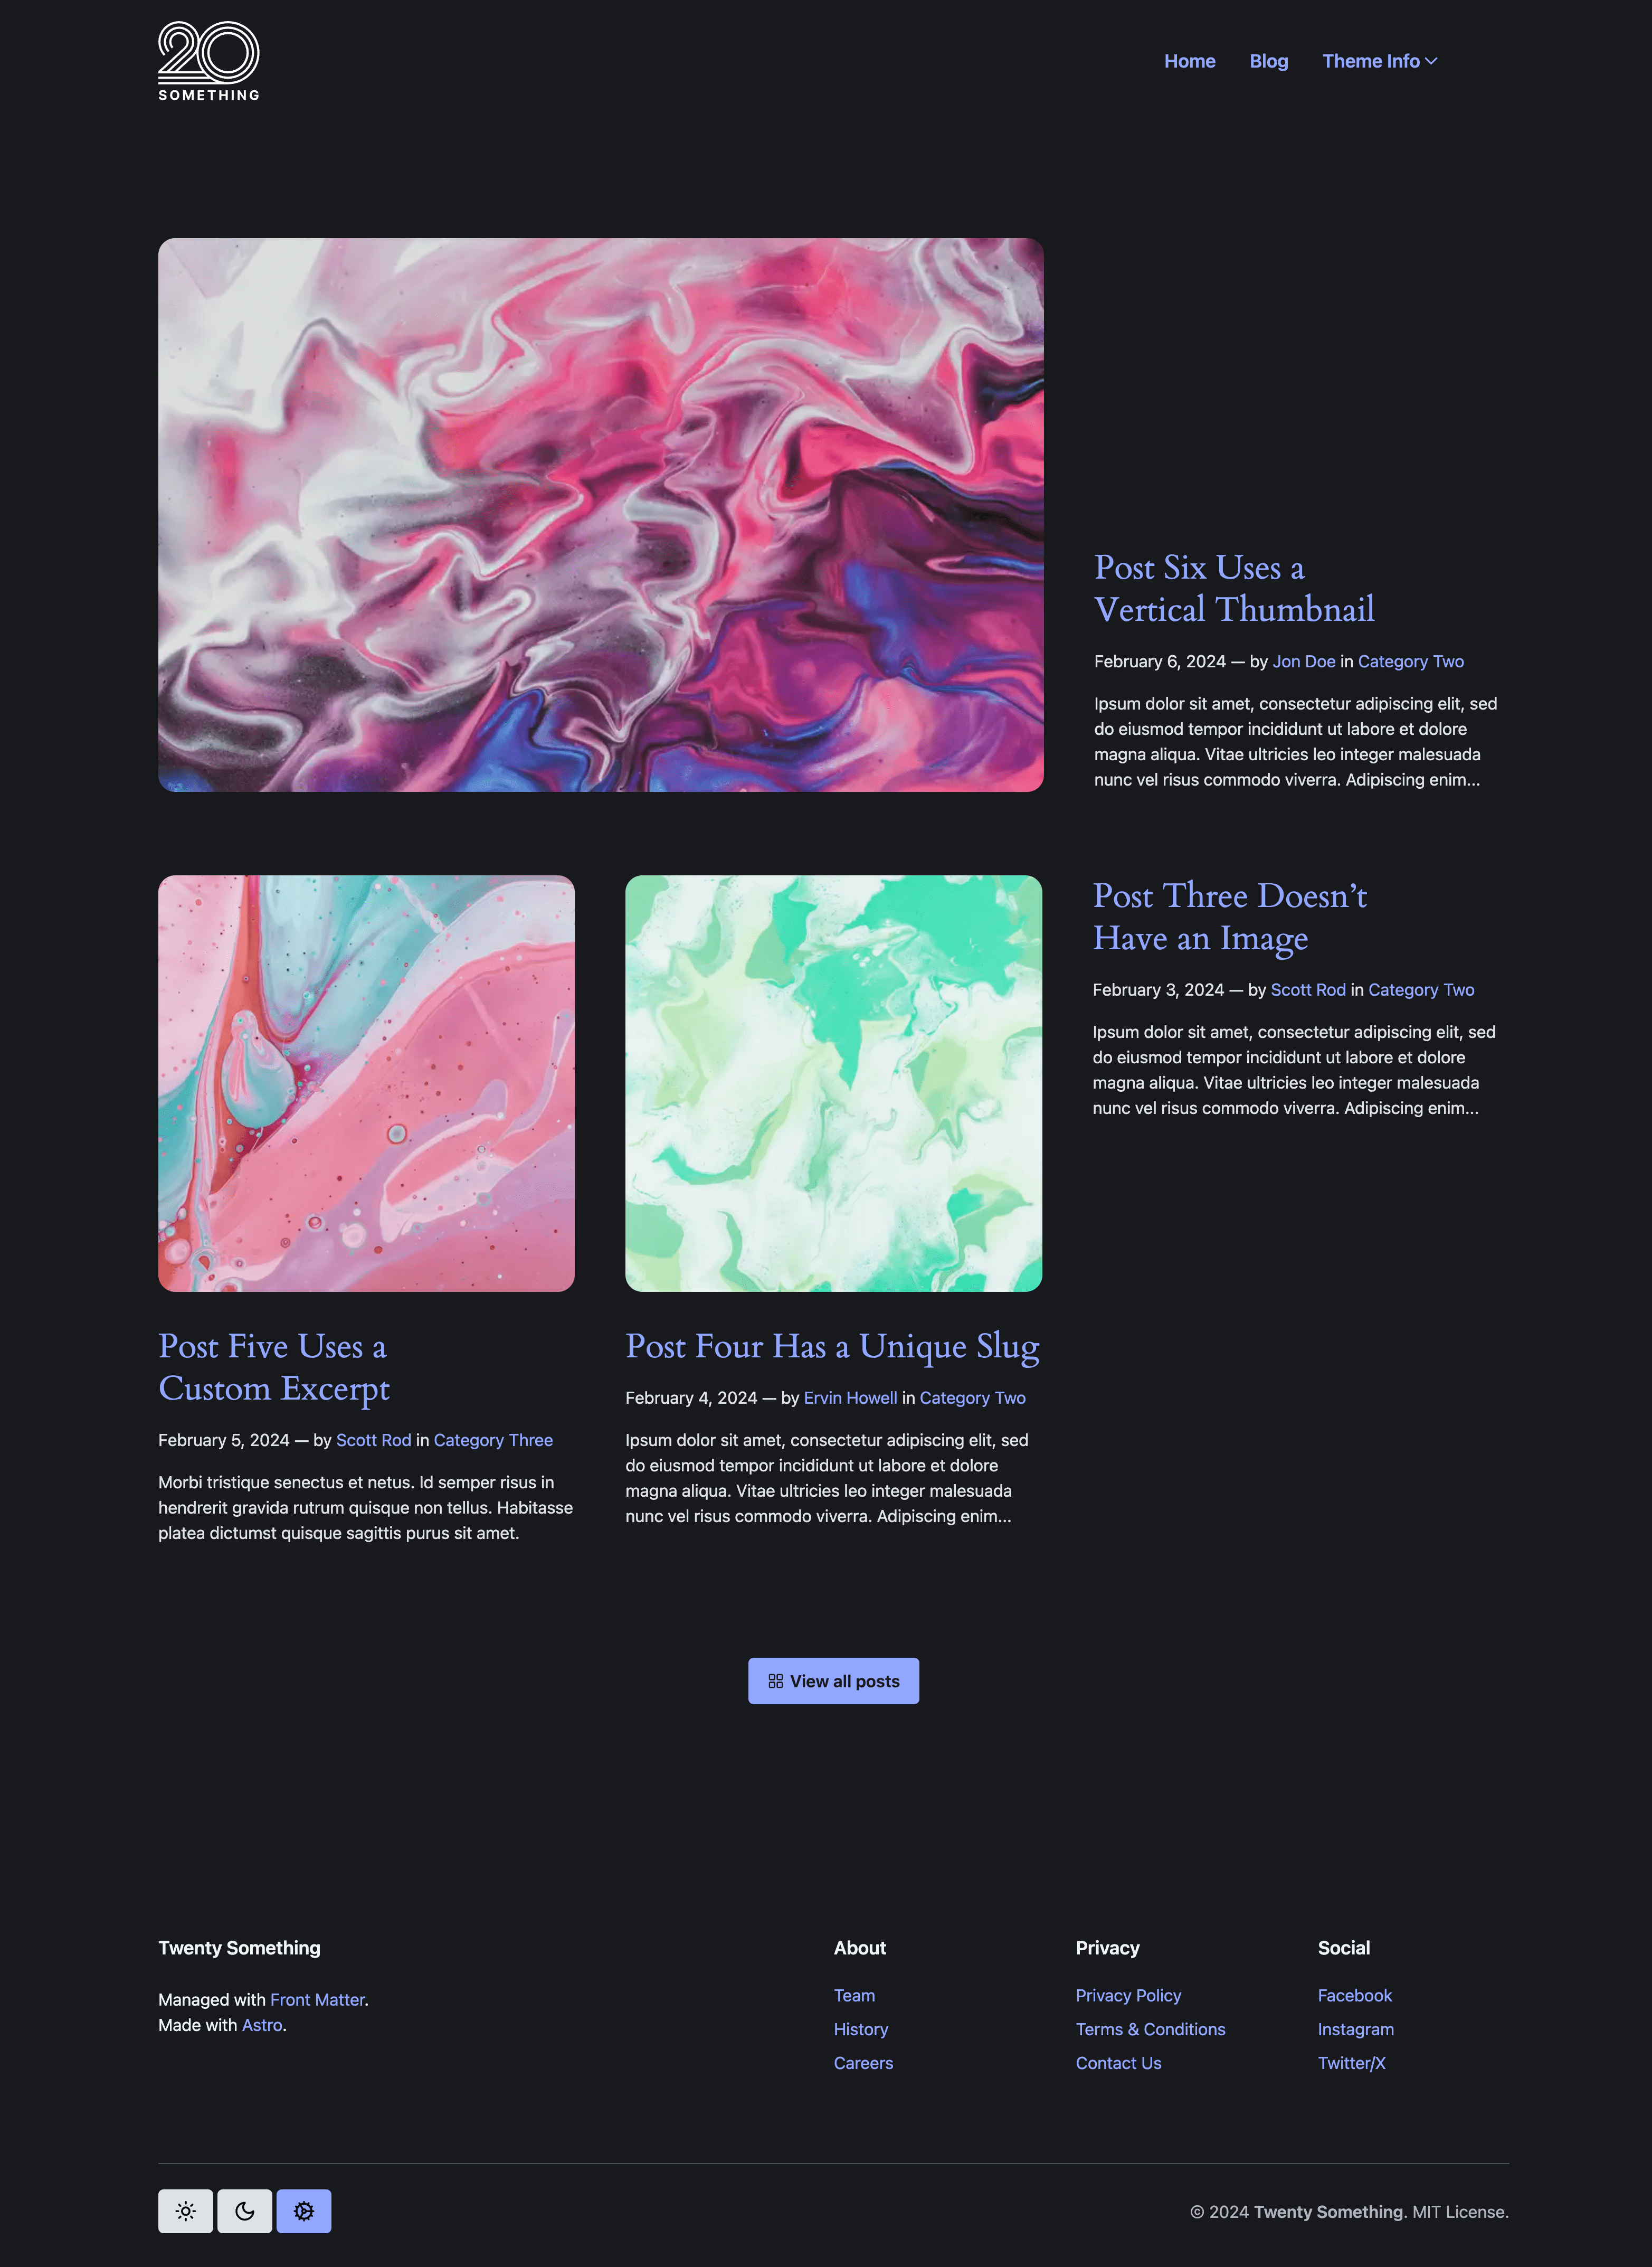 20
SOMETHING
Home Blog Theme Info
Post Six Uses a
Vertical Thumbnail
February 6, 2024 — by Jon Doe in Category Two
Ipsum dolor sit amet, consectetur adipiscing elit, sed
do eiusmod tempor incididunt ut labore et dolore
magna aliqua. Vitae ultricies leo integer malesuada
nunc vel risus commodo viverra. Adipiscing enim...
Post Five Uses a
Custom Excerpt
February 5, 2024 — by Scott Rod in Category Three
Morbi tristique senectus et netus. Id semper risus in
hendrerit gravida rutrum quisque non tellus. Habitasse
platea dictumst quisque sagittis purus sit amet.
Post Four Has a Unique Slug
February 4, 2024 — by Ervin Howell in Category Two
Ipsum dolor sit amet, consectetur adipiscing elit, sed
do eiusmod tempor incididunt ut labore et dolore
magna aliqua. Vitae ultricies leo integer malesuada
nunc vel risus commodo viverra. Adipiscing enim...
Post Three Doesn’t
Have an Image
February 3, 2024 — by Scott Rod in Category Two
Ipsum dolor sit amet, consectetur adipiscing elit, sed
do eiusmod tempor incididunt ut labore et dolore
magna aliqua. Vitae ultricies leo integer malesuada
nunc vel risus commodo viverra. Adipiscing enim...
View all posts
Twenty Something
Managed with Front Matter.
Made with Astro.
About
Team
History
Careers
Privacy
Privacy Policy
Terms & Conditions
Contact Us
Social
Facebook
Instagram
Twitter/X
© 2024 Twenty Something. MIT License.